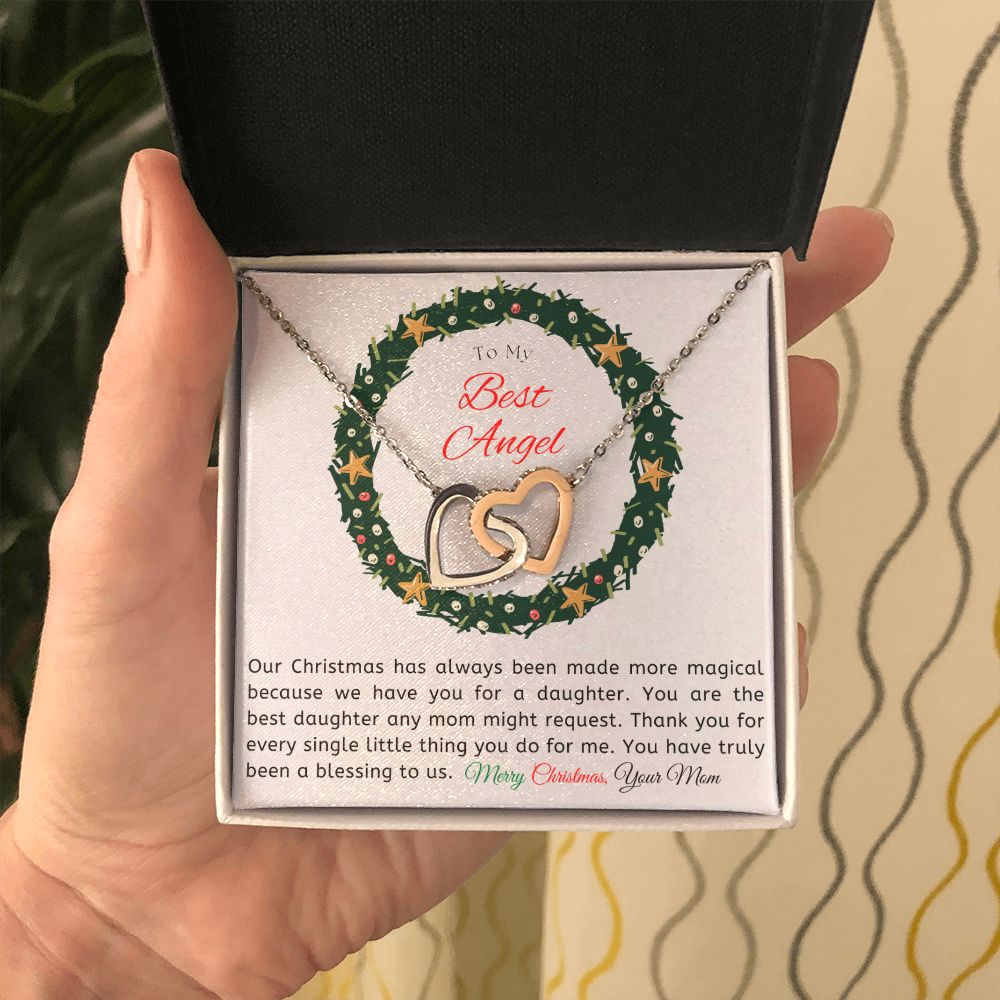 To My
Best
Angel
Our Christmas has always been made more magical
because we have you for a daughter. You are the
best daughter any mom might request. Thank you for
every single little thing you do for me. You have truly
been a blessing to us. Merry Christmas, Your Mom